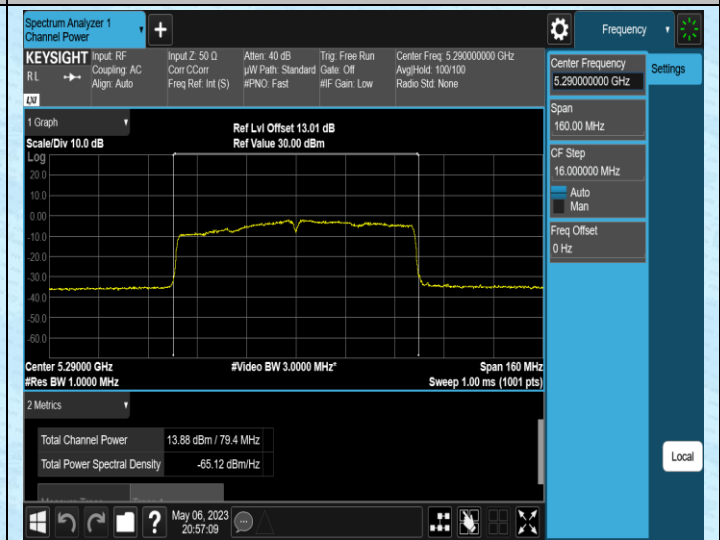 Spectrum Analyzer 1
Channel Power
+
Frequency
KEYSIGHT
R L
LXI
Input: RF
Coupling: AC
Align: Auto
Input Z: 50 Ω
Corr CCorr
Freq Ref: Int (S)
Atten: 40 dB
µW Path: Standard
#PNO: Fast
Trig: Free Run
Gate: Off
#IF Gain: Low
Center Freq: 5.290000000 GHz
Avg|Hold: 100/100
Radio Std: None
Center Frequency
5.290000000 GHz
Settings
Span
160.00 MHz
CF Step
16.000000 MHz
Auto
Man
Freq Offset
0 Hz
1 Graph
Scale/Div 10.0 dB
Ref Lvl Offset 13.01 dB
Ref Value 30.00 dBm
Log
20.0
10.0
0.00
-10.0
-20.0
-30.0
-40.0
-50.0
-60.0
Center 5.29000 GHz
#Res BW 1.0000 MHz
#Video BW 3.0000 MHz*
Span 160 MHz
Sweep 1.00 ms (1001 pts)
2 Metrics
Total Channel Power 13.88 dBm / 79.4 MHz
Total Power Spectral Density -65.12 dBm/Hz
Local
?
May 06, 2023
20:57:09